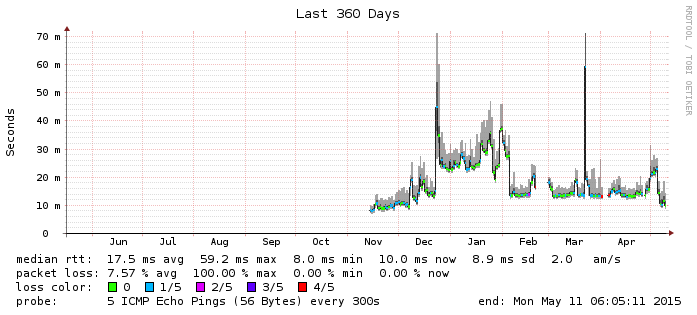 Last 360 Days
RRDTOOL / TOBI OETIKER
Seconds
70 m
60 m
50 m
40 m
30 m
20 m
10 m
0
Jun Jul Aug Sep Oct Nov Dec Jan Feb Mar Apr
median rtt: 17.5 ms avg 59.2 ms max 8.0 ms min 10.0 ms now 8.9 ms sd 2.0 am/s
packet loss: 7.57 % avg 100.00 % max 0.00 % min 0.00 % now
loss color: 0 1/5 2/5 3/5 4/5
probe: 5 ICMP Echo Pings (56 Bytes) every 300s end: Mon May 11 06:05:11 2015